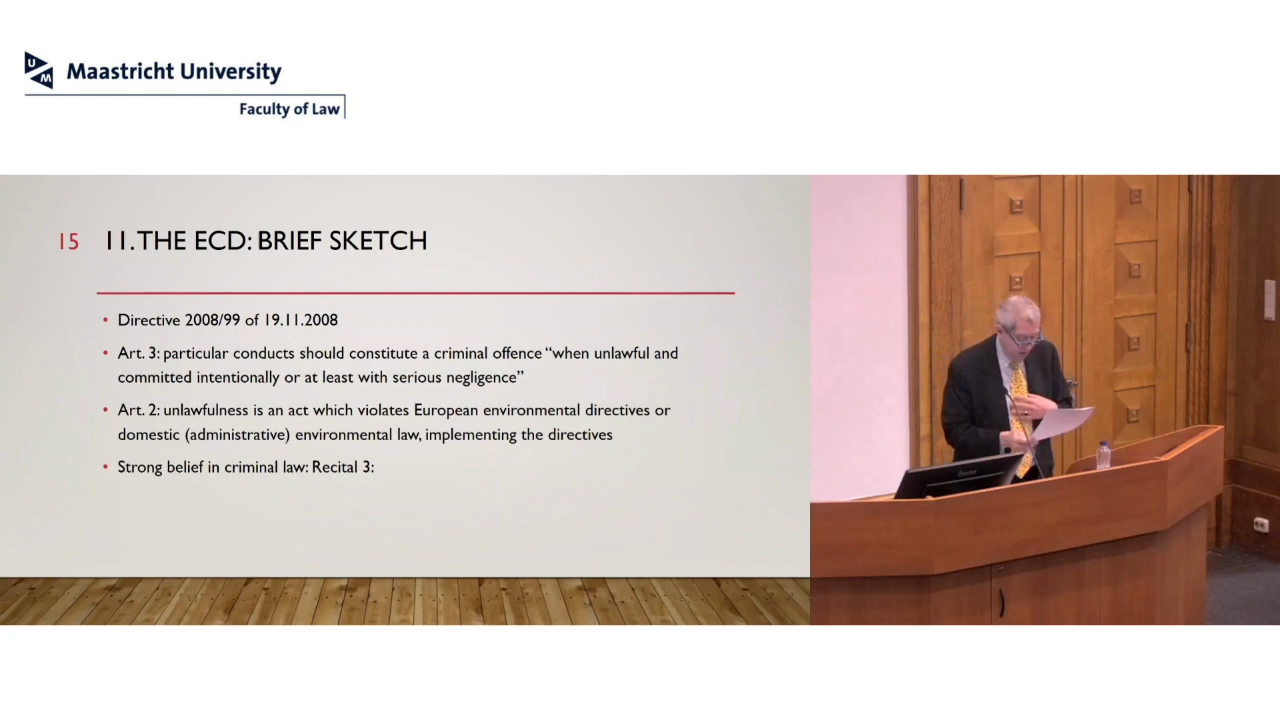 U
M
Maastricht University
Faculty of Law
15 11. THE ECD: BRIEF SKETCH
• Directive 2008/99 of 19.11.2008
• Art. 3: particular conducts should constitute a criminal offence “when unlawful and
committed intentionally or at least with serious negligence”
• Art. 2: unlawfulness is an act which violates European environmental directives or
domestic (administrative) environmental law, implementing the directives
• Strong belief in criminal law: Recital 3: